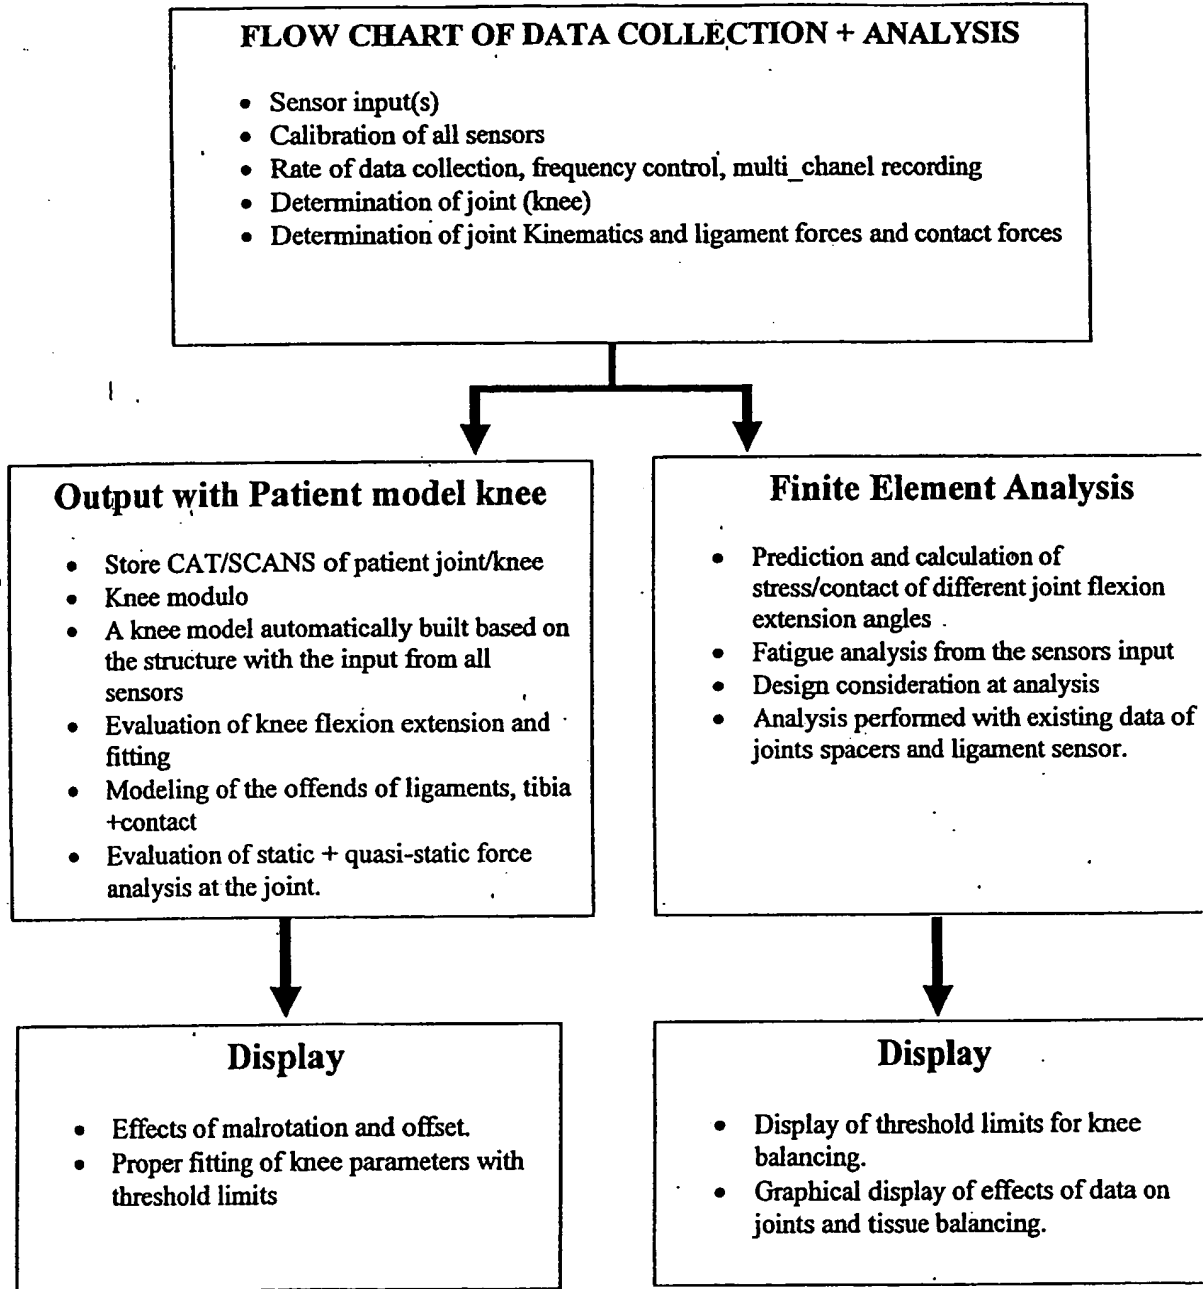 FLOW CHART OF DATA COLLECTION + ANALYSIS
• Sensor input(s)
• Calibration of all sensors
• Rate of data collection, frequency control, multi_chanel recording
• Determination of joint (knee)
• Determination of joint Kinematics and ligament forces and contact forces
Output with Patient model knee
• Store CAT/SCANS of patient joint/knee
• Knee modulo
• A knee model automatically built based on
the structure with the input from all
sensors
• Evaluation of knee flexion extension and
fitting
• Modeling of the offends of ligaments, tibia
+contact
• Evaluation of static + quasi-static force
analysis at the joint.
Finite Element Analysis
• Prediction and calculation of
stress/contact of different joint flexion
extension angles
• Fatigue analysis from the sensors input
• Design consideration at analysis
• Analysis performed with existing data of
joints spacers and ligament sensor.
Display
• Effects of malrotation and offset.
• Proper fitting of knee parameters with
threshold limits
Display
• Display of threshold limits for knee
balancing.
• Graphical display of effects of data on
joints and tissue balancing.